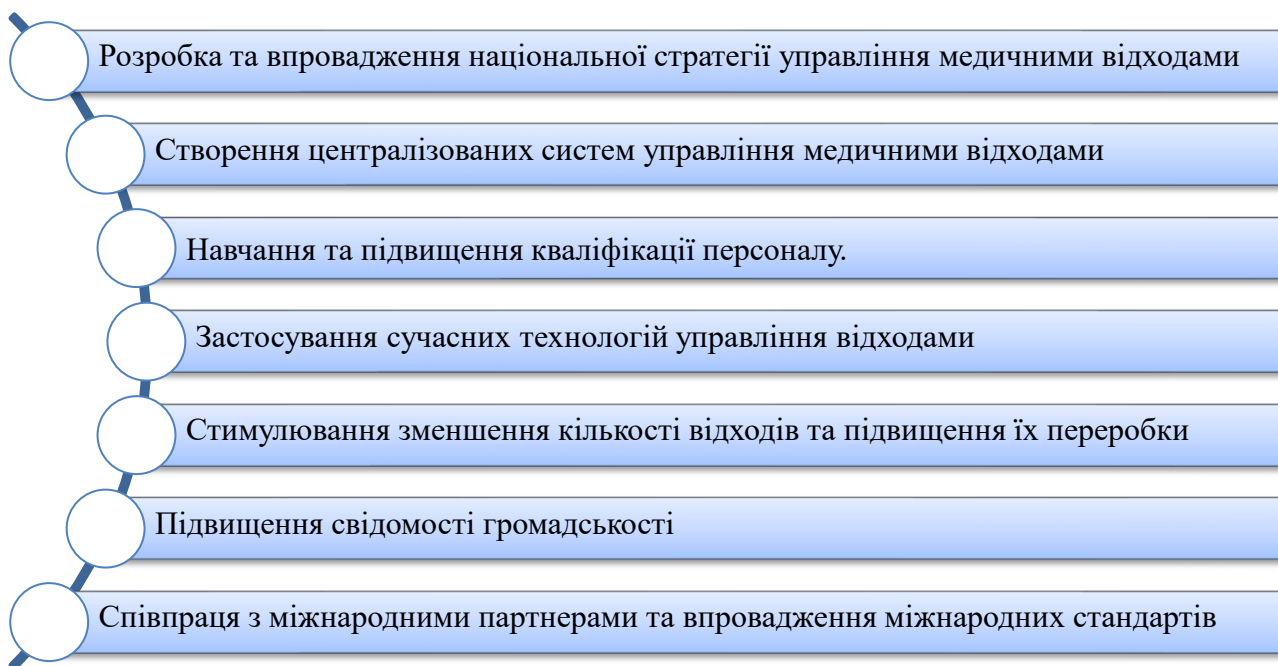 Розробка та впровадження національної стратегії управління медичними відходами
Створення централізованих систем управління медичними відходами
Навчання та підвищення кваліфікації персоналу.
Застосування сучасних технологій управління відходами
Стимулювання зменшення кількості відходів та підвищення їх переробки
Підвищення свідомості громадськості
Співпраця з міжнародними партнерами та впровадження міжнародних стандартів